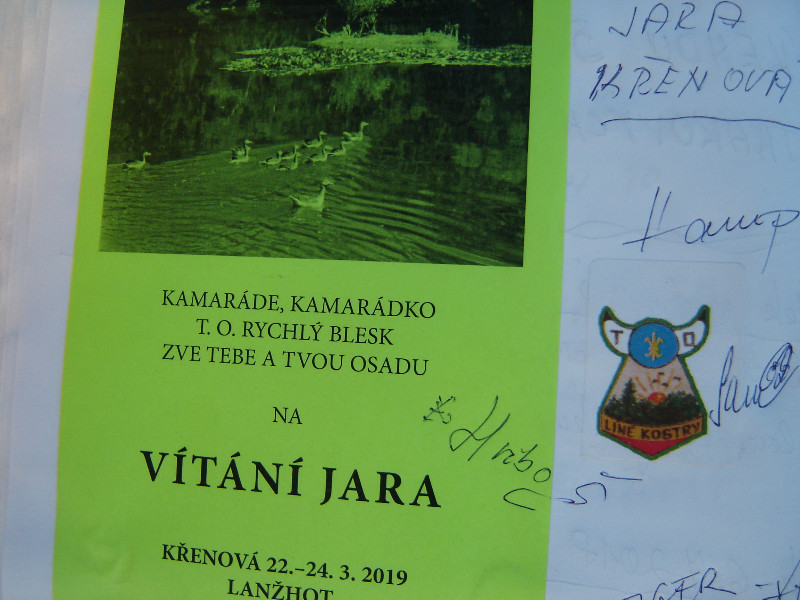 KAMARÁDE, KAMARÁDKO
T. O. RYCHLÝ BLESK
ZVE TEBE A TVOU OSADU
NA
VÍTÁNÍ JARA
KŘENOVÁ 22.–24. 3. 2019
LANŽHOT
JARA
KŘENOVÁ
T O
LÍNÉ KOSTRY